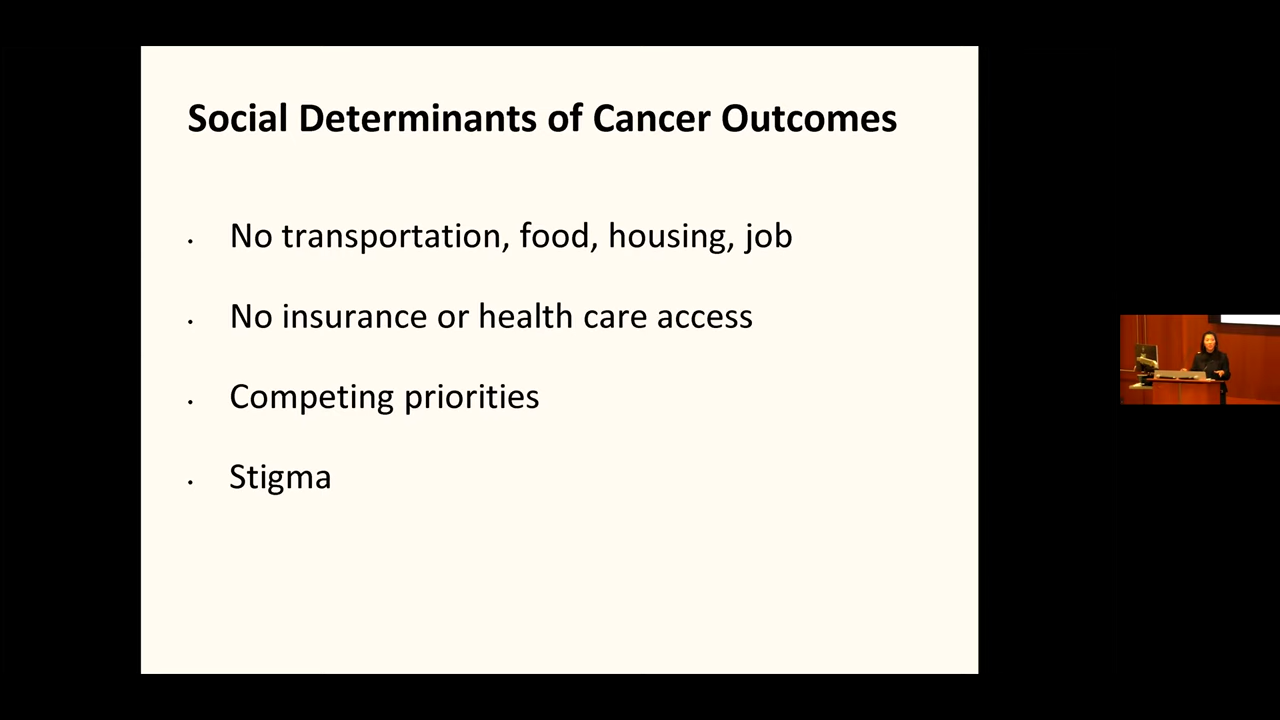 Social Determinants of Cancer Outcomes
• No transportation, food, housing, job
• No insurance or health care access
• Competing priorities
• Stigma